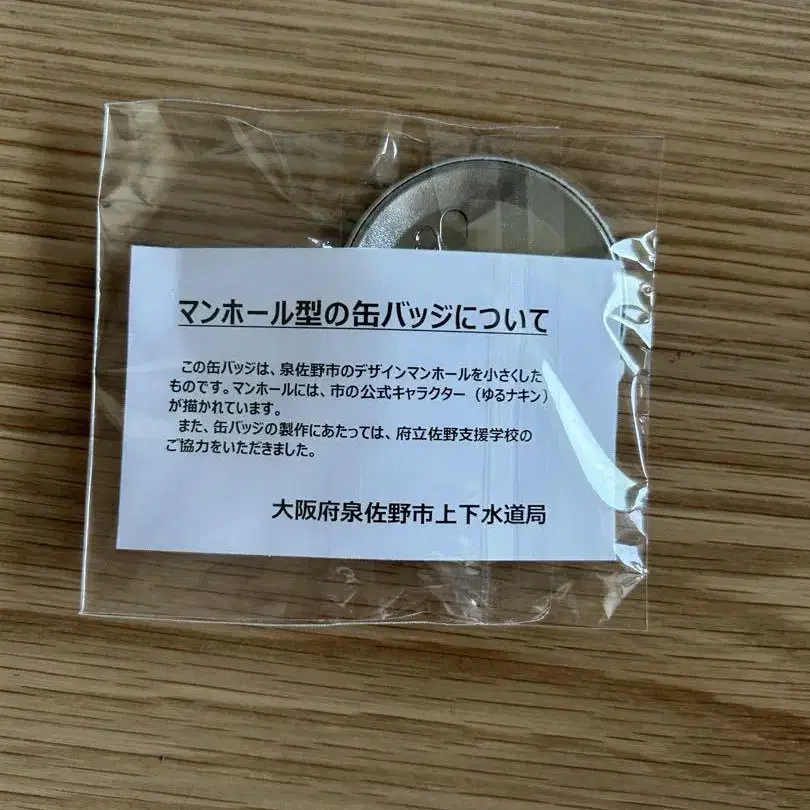 マンホール型の缶バッジについて
この缶バッジは、泉佐野市のデザインマンホールを小さくした
ものです。マンホールには、市の公式キャラクター（ゆるナキン）
が描かれています。
また、缶バッジの製作にあたっては、府立佐野支援学校の
ご協力をいただきました。
大阪府泉佐野市上下水道局